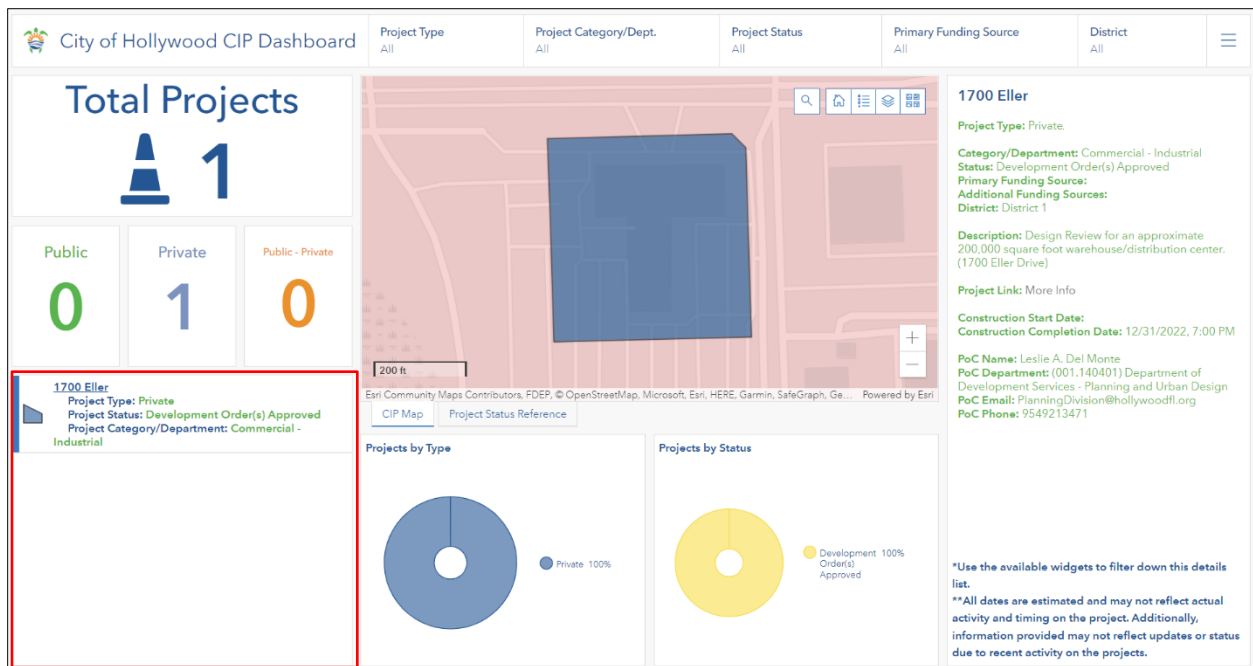 City of Hollywood CIP Dashboard
Project Type
All
Project Category/Dept.
All
Project Status
All
Primary Funding Source
All
District
All
Total Projects
1
Public
0
Private
1
Public - Private
0
1700 Eller
Project Type: Private
Project Status: Development Order(s) Approved
Project Category/Department: Commercial -
Industrial
200 ft
+
−
Esri Community Maps Contributors, FDEP, © OpenStreetMap, Microsoft, Esri, HERE, Garmin, SafeGraph, Ge... Powered by Esri
CIP Map
Project Status Reference
Projects by Type
Private 100%
Projects by Status
Development 100%
Order(s)
Approved
1700 Eller
Project Type: Private.
Category/Department: Commercial - Industrial
Status: Development Order(s) Approved
Primary Funding Source:
Additional Funding Sources:
District: District 1
Description: Design Review for an approximate
200,000 square foot warehouse/distribution center.
(1700 Eller Drive)
Project Link: More Info
Construction Start Date:
Construction Completion Date: 12/31/2022, 7:00 PM
PoC Name: Leslie A. Del Monte
PoC Department: (001.140401) Department of
Development Services - Planning and Urban Design
PoC Email: PlanningDivision@hollywoodfl.org
PoC Phone: 9549213471
*Use the available widgets to filter down this details
list.
**All dates are estimated and may not reflect actual
activity and timing on the project. Additionally,
information provided may not reflect updates or status
due to recent activity on the projects.